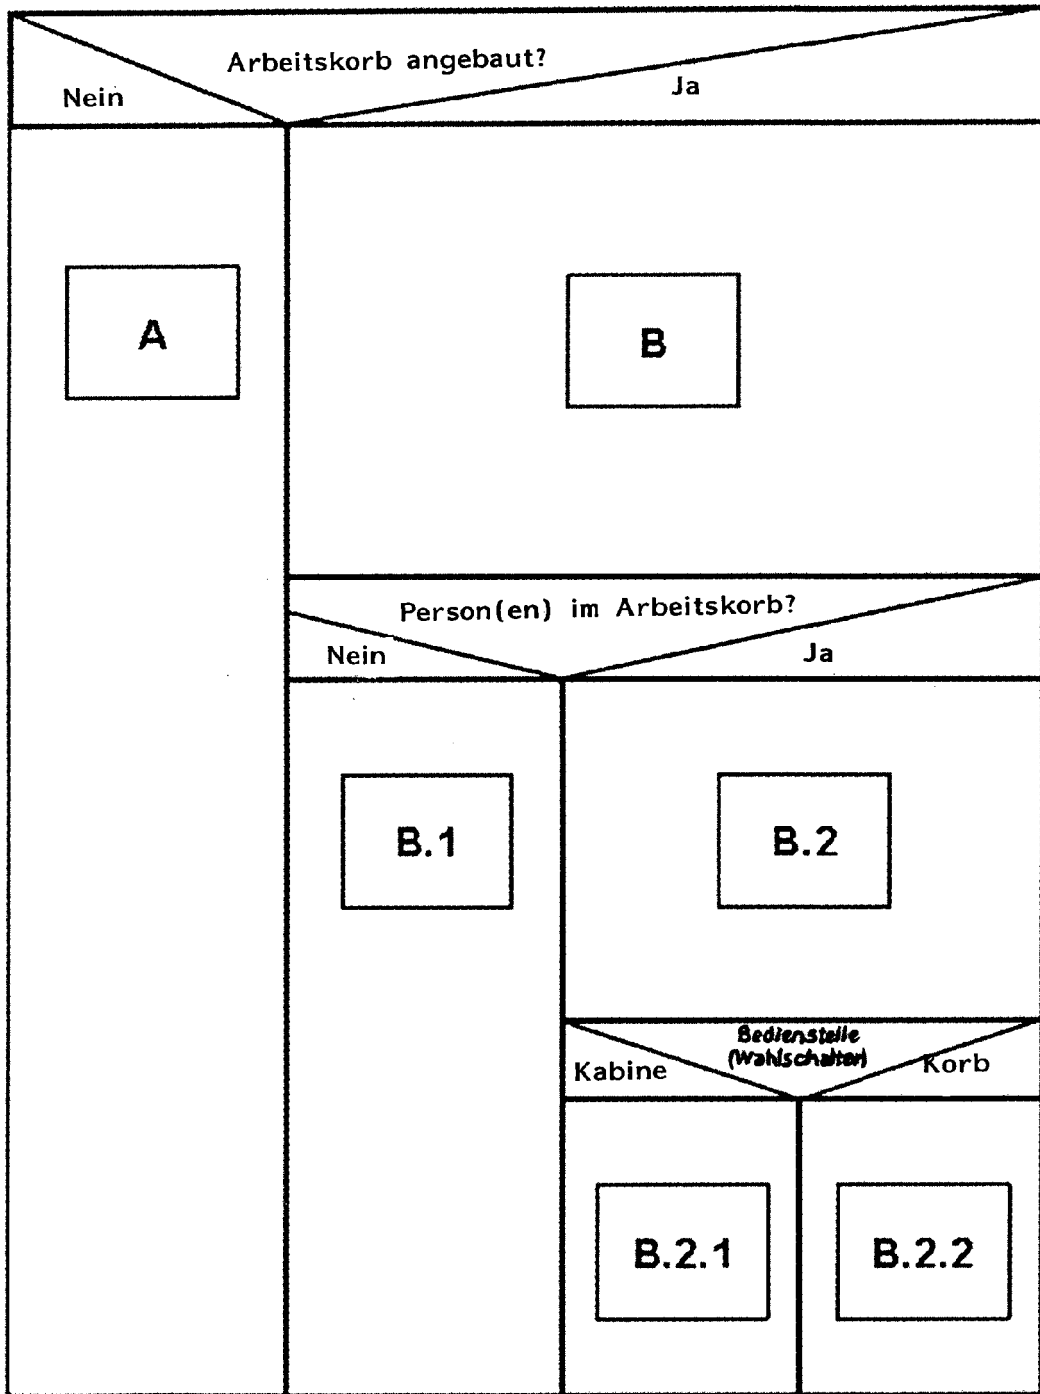 Arbeitskorb angebaut?
Nein
Ja
A
B
Person(en) im Arbeitskorb?
Nein
Ja
B.1
B.2
Bedienstelle
(Wahlschalter)
Kabine
Korb
B.2.1
B.2.2